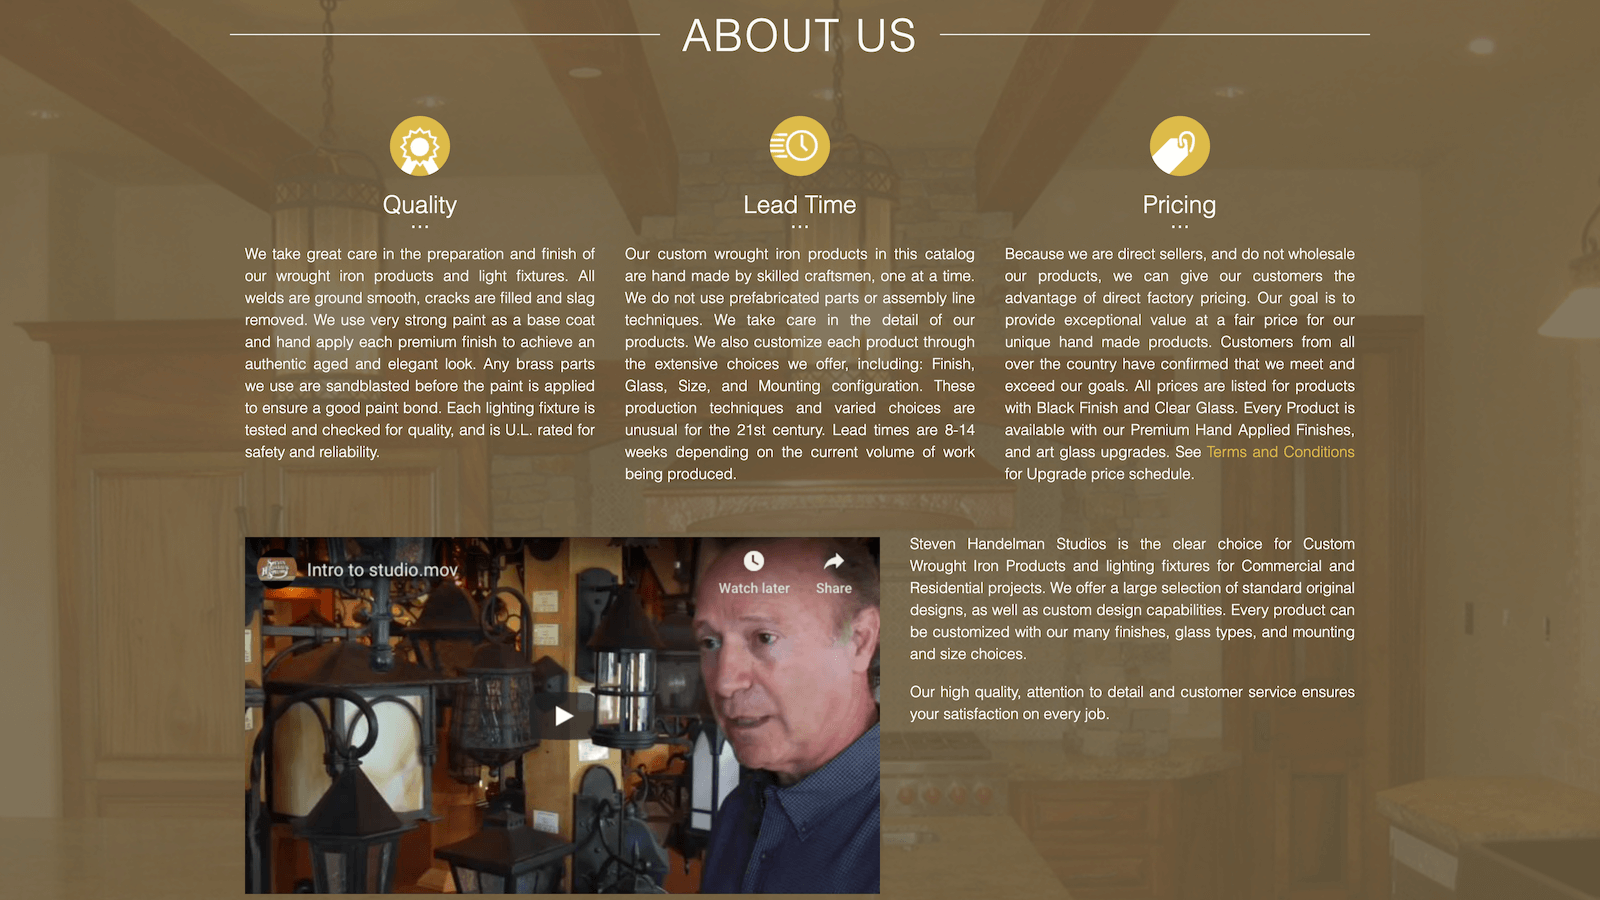 ABOUT US
Quality
We take great care in the preparation and finish of
our wrought iron products and light fixtures. All
welds are ground smooth, cracks are filled and slag
removed. We use very strong paint as a base coat
and hand apply each premium finish to achieve an
authentic aged and elegant look. Any brass parts
we use are sandblasted before the paint is applied
to ensure a good paint bond. Each lighting fixture is
tested and checked for quality, and is U.L. rated for
safety and reliability.
Lead Time
Our custom wrought iron products in this catalog
are hand made by skilled craftsmen, one at a time.
We do not use prefabricated parts or assembly line
techniques. We take care in the detail of our
products. We also customize each product through
the extensive choices we offer, including: Finish,
Glass, Size, and Mounting configuration. These
production techniques and varied choices are
unusual for the 21st century. Lead times are 8-14
weeks depending on the current volume of work
being produced.
Pricing
Because we are direct sellers, and do not wholesale
our products, we can give our customers the
advantage of direct factory pricing. Our goal is to
provide exceptional value at a fair price for our
unique hand made products. Customers from all
over the country have confirmed that we meet and
exceed our goals. All prices are listed for products
with Black Finish and Clear Glass. Every Product is
available with our Premium Hand Applied Finishes,
and art glass upgrades. See Terms and Conditions
for Upgrade price schedule.
Intro to studio.mov
Watch later
Share
Steven Handelman Studios is the clear choice for Custom
Wrought Iron Products and lighting fixtures for Commercial and
Residential projects. We offer a large selection of standard original
designs, as well as custom design capabilities. Every product can
be customized with our many finishes, glass types, and mounting
and size choices.
Our high quality, attention to detail and customer service ensures
your satisfaction on every job.